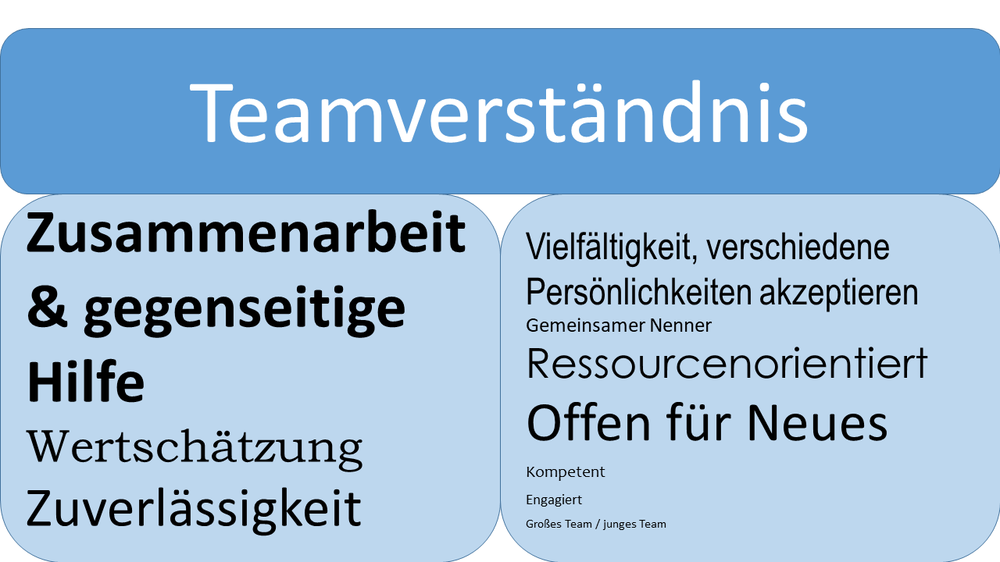 Teamverständnis
Zusammenarbeit
& gegenseitige
Hilfe
Wertschätzung
Zuverlässigkeit
Vielfältigkeit, verschiedene
Persönlichkeiten akzeptieren
Gemeinsamer Nenner
Ressourcenorientiert
Offen für Neues
Kompetent
Engagiert
Großes Team / junges Team